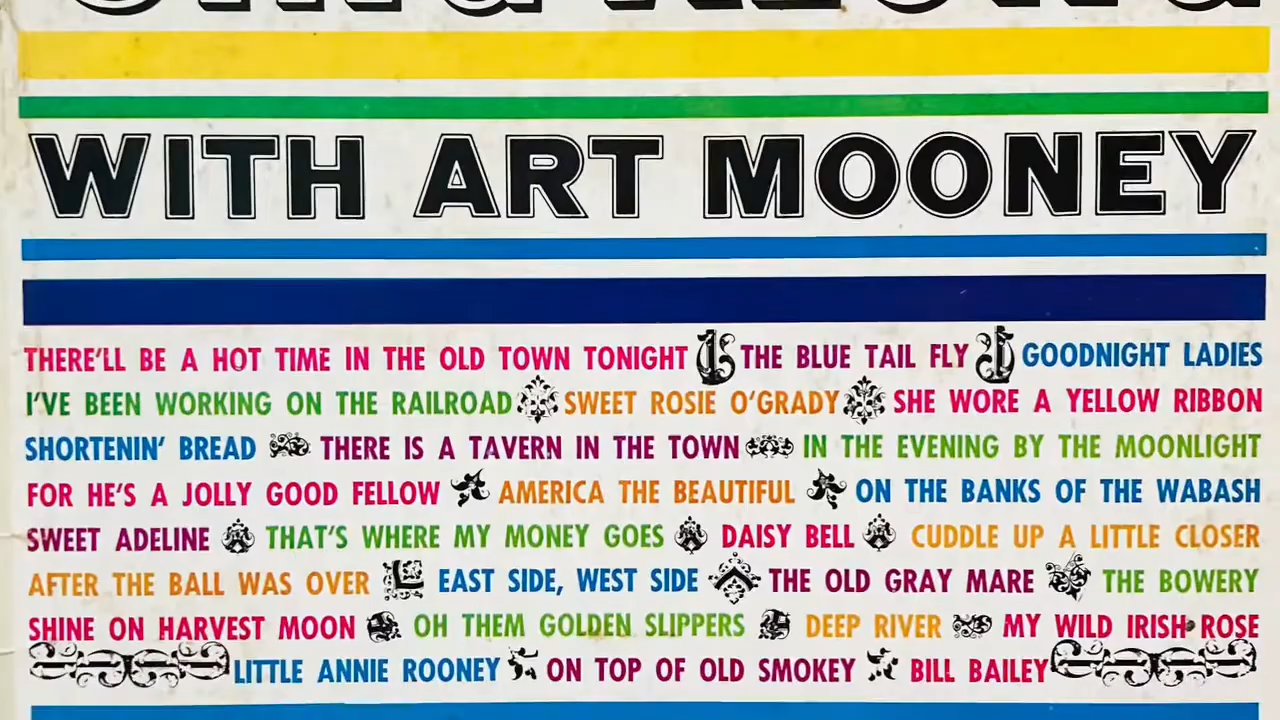 SING ALONG
WITH ART MOONEY
THERE'LL BE A HOT TIME IN THE OLD TOWN TONIGHT THE BLUE TAIL FLY GOODNIGHT LADIES
I'VE BEEN WORKING ON THE RAILROAD SWEET ROSIE O'GRADY SHE WORE A YELLOW RIBBON
SHORTENIN' BREAD THERE IS A TAVERN IN THE TOWN IN THE EVENING BY THE MOONLIGHT
FOR HE'S A JOLLY GOOD FELLOW AMERICA THE BEAUTIFUL ON THE BANKS OF THE WABASH
SWEET ADELINE THAT'S WHERE MY MONEY GOES DAISY BELL CUDDLE UP A LITTLE CLOSER
AFTER THE BALL WAS OVER EAST SIDE, WEST SIDE THE OLD GRAY MARE THE BOWERY
SHINE ON HARVEST MOON OH THEM GOLDEN SLIPPERS DEEP RIVER MY WILD IRISH ROSE
LITTLE ANNIE ROONEY ON TOP OF OLD SMOKEY BILL BAILEY